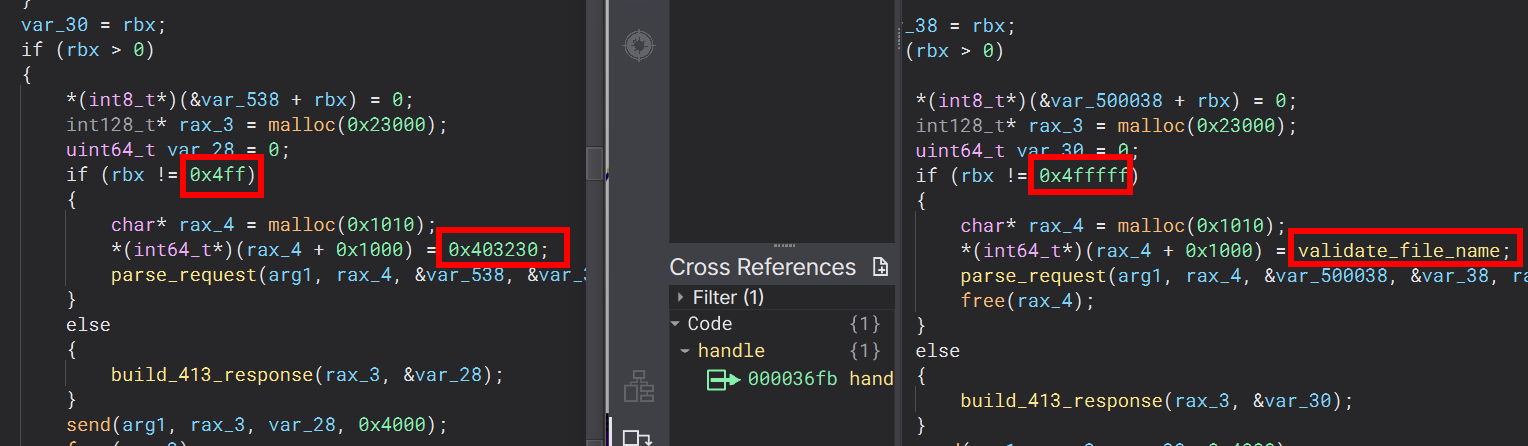 }
var_30 = rbx;
if (rbx > 0)
{
*(int8_t*)(&var_538 + rbx) = 0;
int128_t* rax_3 = malloc(0x23000);
uint64_t var_28 = 0;
if (rbx != 0x4ff)
{
char* rax_4 = malloc(0x1010);
*(int64_t*)(rax_4 + 0x1000) = 0x403230;
parse_request(arg1, rax_4, &var_538, &var_3
}
else
{
build_413_response(rax_3, &var_28);
}
send(arg1, rax_3, var_28, 0x4000);
Cross References
Filter (1)
Code {1}
handle {1}
000036fb hand
_38 = rbx;
(rbx > 0)
*(int8_t*)(&var_500038 + rbx) = 0;
int128_t* rax_3 = malloc(0x23000);
uint64_t var_30 = 0;
if (rbx != 0x4fffff)
{
char* rax_4 = malloc(0x1010);
*(int64_t*)(rax_4 + 0x1000) = validate_file_name;
parse_request(arg1, rax_4, &var_500038, &var_38, ra
free(rax_4);
}
else
{
build_413_response(rax_3, &var_30);
}